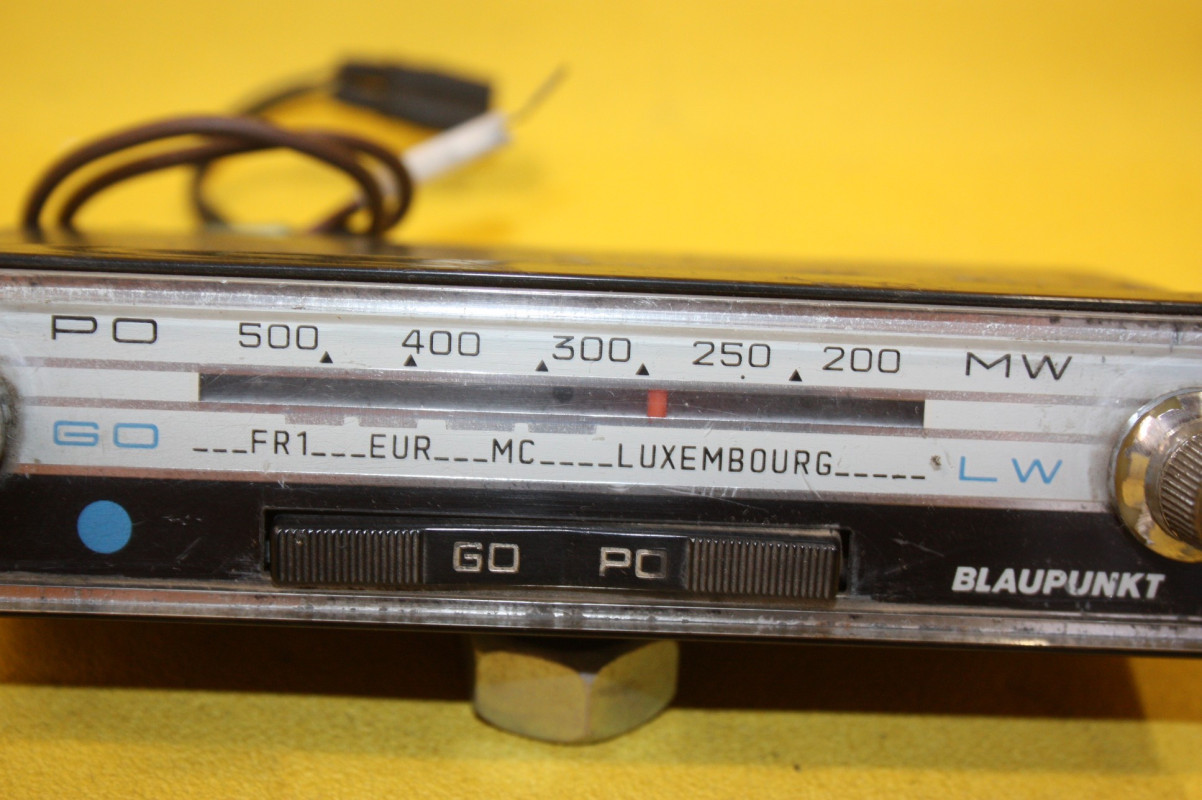 PO 500 400 300 250 200 MW
GO ___FR1___EUR___MC____LUXEMBOURG_____ LW
GO PO
BLAUPUNKT